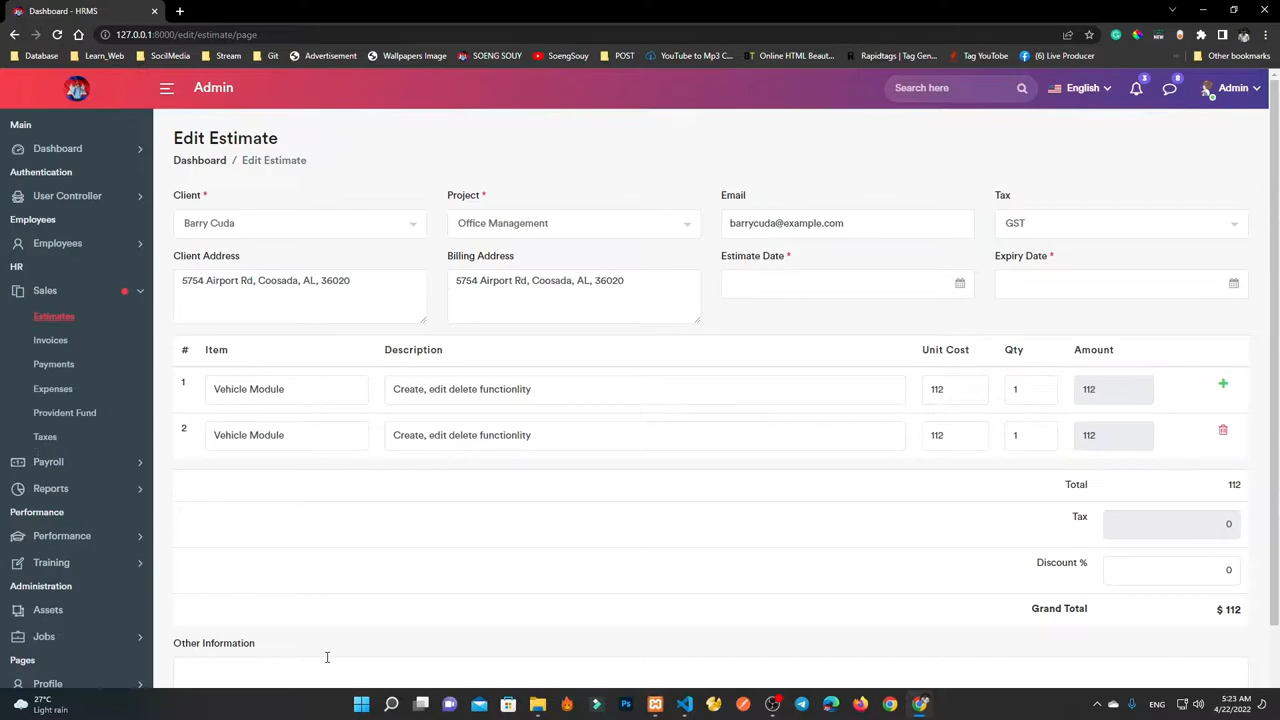 Dashboard - HRMS
127.0.0.1:8000/edit/estimate/page
Database
Learn_Web
SocilMedia
Stream
Git
Advertisement
Wallpapers Image
SOENG SOUY
SoengSouy
POST
YouTube to Mp3 C...
Online HTML Beaut...
Rapidtags | Tag Gen...
Tag YouTube
Live Producer
Other bookmarks
Admin
Search here
English
3
8
Admin
Main
Dashboard
Authentication
User Controller
Employees
Employees
HR
Sales
Estimates
Invoices
Payments
Expenses
Provident Fund
Taxes
Payroll
Reports
Performance
Performance
Training
Administration
Assets
Jobs
Pages
Profile
Edit Estimate
Dashboard / Edit Estimate
Client * Project * Email Tax
Barry Cuda Office Management barrycuda@example.com GST
Client Address Billing Address Estimate Date * Expiry Date *
5754 Airport Rd, Coosada, AL, 36020 5754 Airport Rd, Coosada, AL, 36020
# Item Description Unit Cost Qty Amount
1 Vehicle Module Create, edit delete functionlity 112 1 112
2 Vehicle Module Create, edit delete functionlity 112 1 112
Total 112
Tax 0
Discount % 0
Grand Total $ 112
Other Information
27°C
Light rain
ENG
5:23 AM
4/22/2022